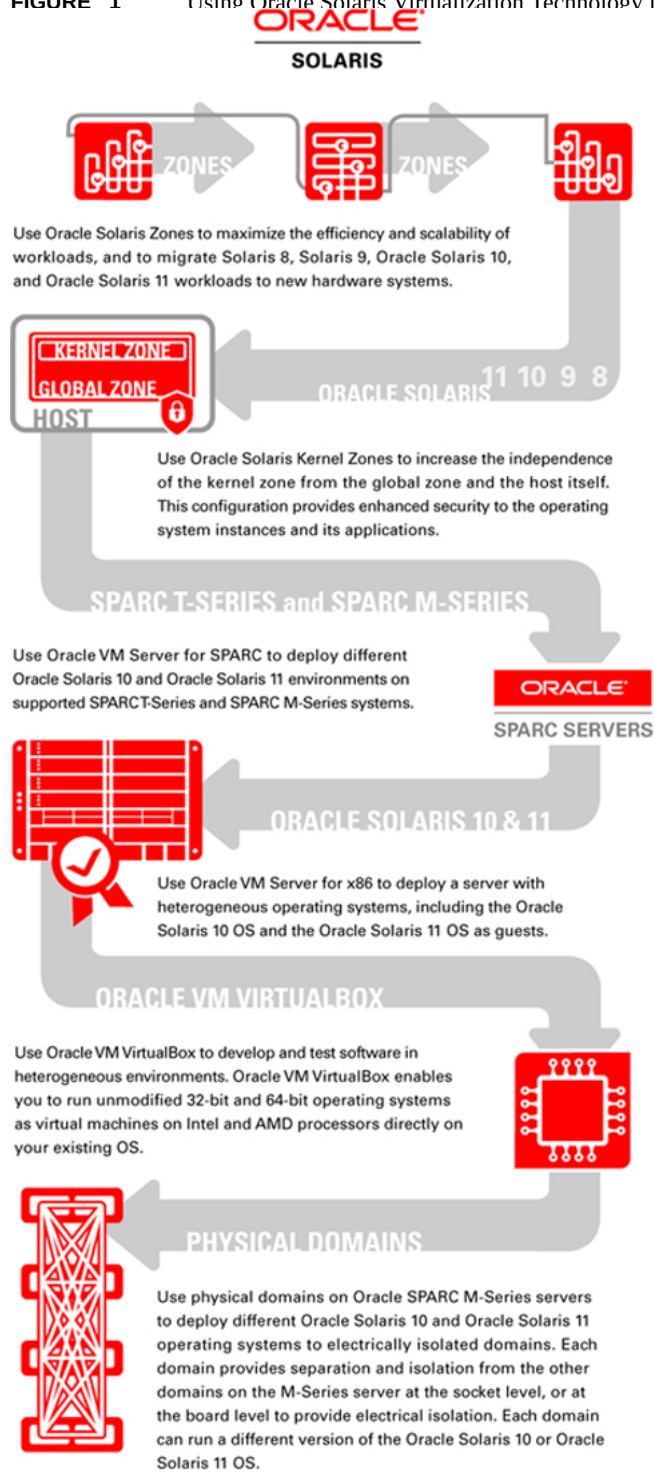 FIGURE 1 Using Oracle Solaris Virtualization Technology
ORACLE
SOLARIS
ZONES
ZONES
Use Oracle Solaris Zones to maximize the efficiency and scalability of
workloads, and to migrate Solaris 8, Solaris 9, Oracle Solaris 10,
and Oracle Solaris 11 workloads to new hardware systems.
KERNEL ZONE
GLOBAL ZONE
HOST
ORACLE SOLARIS 11 10 9 8
Use Oracle Solaris Kernel Zones to increase the independence
of the kernel zone from the global zone and the host itself.
This configuration provides enhanced security to the operating
system instances and its applications.
SPARC T-SERIES and SPARC M-SERIES
Use Oracle VM Server for SPARC to deploy different
Oracle Solaris 10 and Oracle Solaris 11 environments on
supported SPARCT-Series and SPARC M-Series systems.
ORACLE
SPARC SERVERS
ORACLE SOLARIS 10 & 11
Use Oracle VM Server for x86 to deploy a server with
heterogeneous operating systems, including the Oracle
Solaris 10 OS and the Oracle Solaris 11 OS as guests.
ORACLE VM VIRTUALBOX
Use Oracle VM VirtualBox to develop and test software in
heterogeneous environments. Oracle VM VirtualBox enables
you to run unmodified 32-bit and 64-bit operating systems
as virtual machines on Intel and AMD processors directly on
your existing OS.
PHYSICAL DOMAINS
Use physical domains on Oracle SPARC M-Series servers
to deploy different Oracle Solaris 10 and Oracle Solaris 11
operating systems to electrically isolated domains. Each
domain provides separation and isolation from the other
domains on the M-Series server at the socket level, or at
the board level to provide electrical isolation. Each domain
can run a different version of the Oracle Solaris 10 or Oracle
Solaris 11 OS.